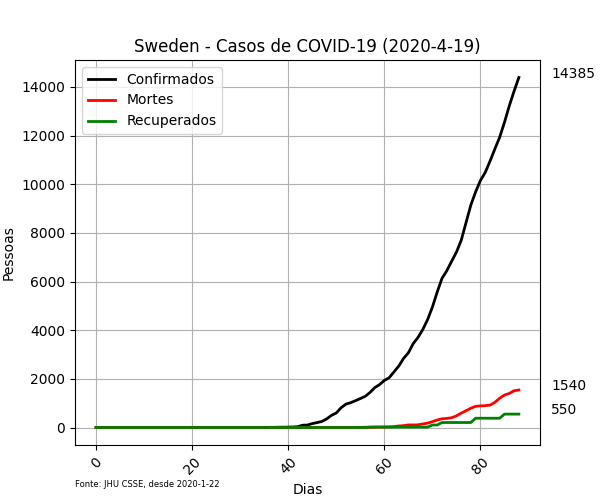 Sweden - Casos de COVID-19 (2020-4-19)
Confirmados
Mortes
Recuperados
14385
1540
550
14000
12000
10000
8000
6000
4000
2000
0
Pessoas
0
20
40
60
80
Dias
Fonte: JHU CSSE, desde 2020-1-22